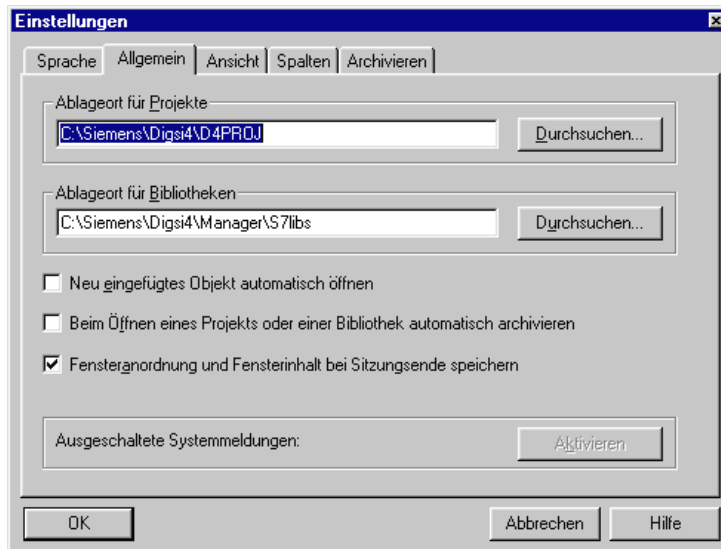 Einstellungen
Sprache Allgemein Ansicht Spalten Archivieren
Ablageort für Projekte
C:\Siemens\Digsi4\D4PROJ
Durchsuchen...
Ablageort für Bibliotheken
C:\Siemens\Digsi4\Manager\S7libs
Durchsuchen...
Neu eingefügtes Objekt automatisch öffnen
Beim Öffnen eines Projekts oder einer Bibliothek automatisch archivieren
Fensteranordnung und Fensterinhalt bei Sitzungsende speichern
Ausgeschaltete Systemmeldungen:
Aktivieren
OK Abbrechen Hilfe